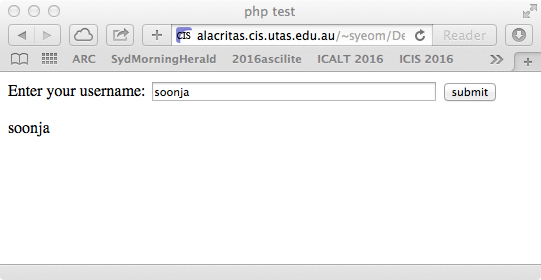 php test
CIS alacritas.cis.utas.edu.au/~syeom/De Reader
ARC SydMorningHerald 2016ascilite ICALT 2016 ICIS 2016
Enter your username: soonja submit
soonja